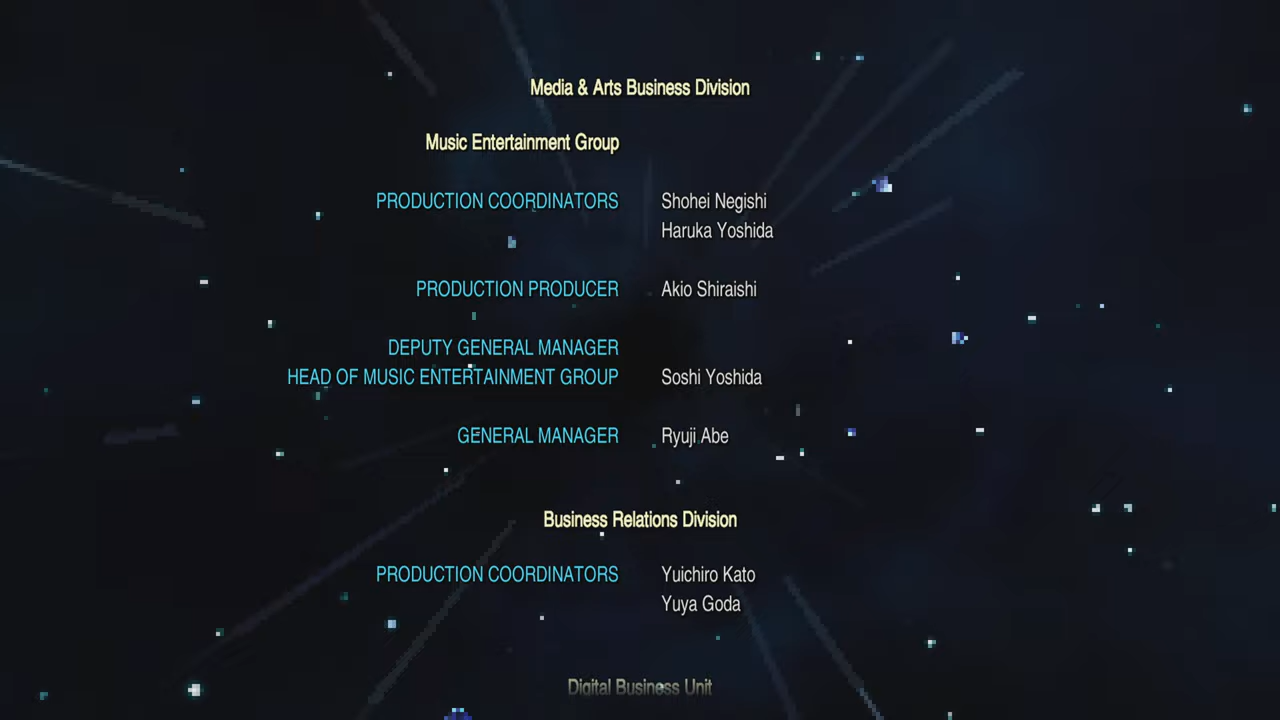 Media & Arts Business Division
Music Entertainment Group
PRODUCTION COORDINATORS Shohei Negishi
Haruka Yoshida
PRODUCTION PRODUCER Akio Shiraishi
DEPUTY GENERAL MANAGER
HEAD OF MUSIC ENTERTAINMENT GROUP Soshi Yoshida
GENERAL MANAGER Ryuji Abe
Business Relations Division
PRODUCTION COORDINATORS Yuichiro Kato
Yuya Goda
Digital Business Unit